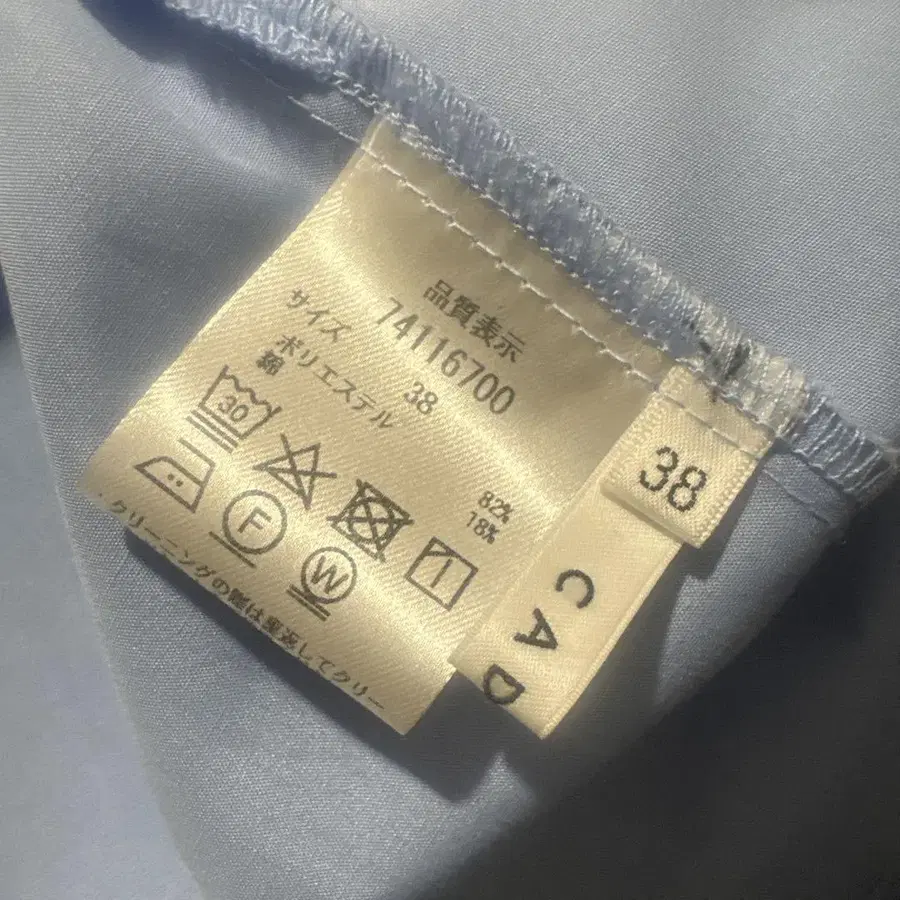 品質表示
74116700
サイズ 38
ポリエステル 82%
綿 18%
30
F
W
クリーニングの際は裏返してクリー
38
CAD